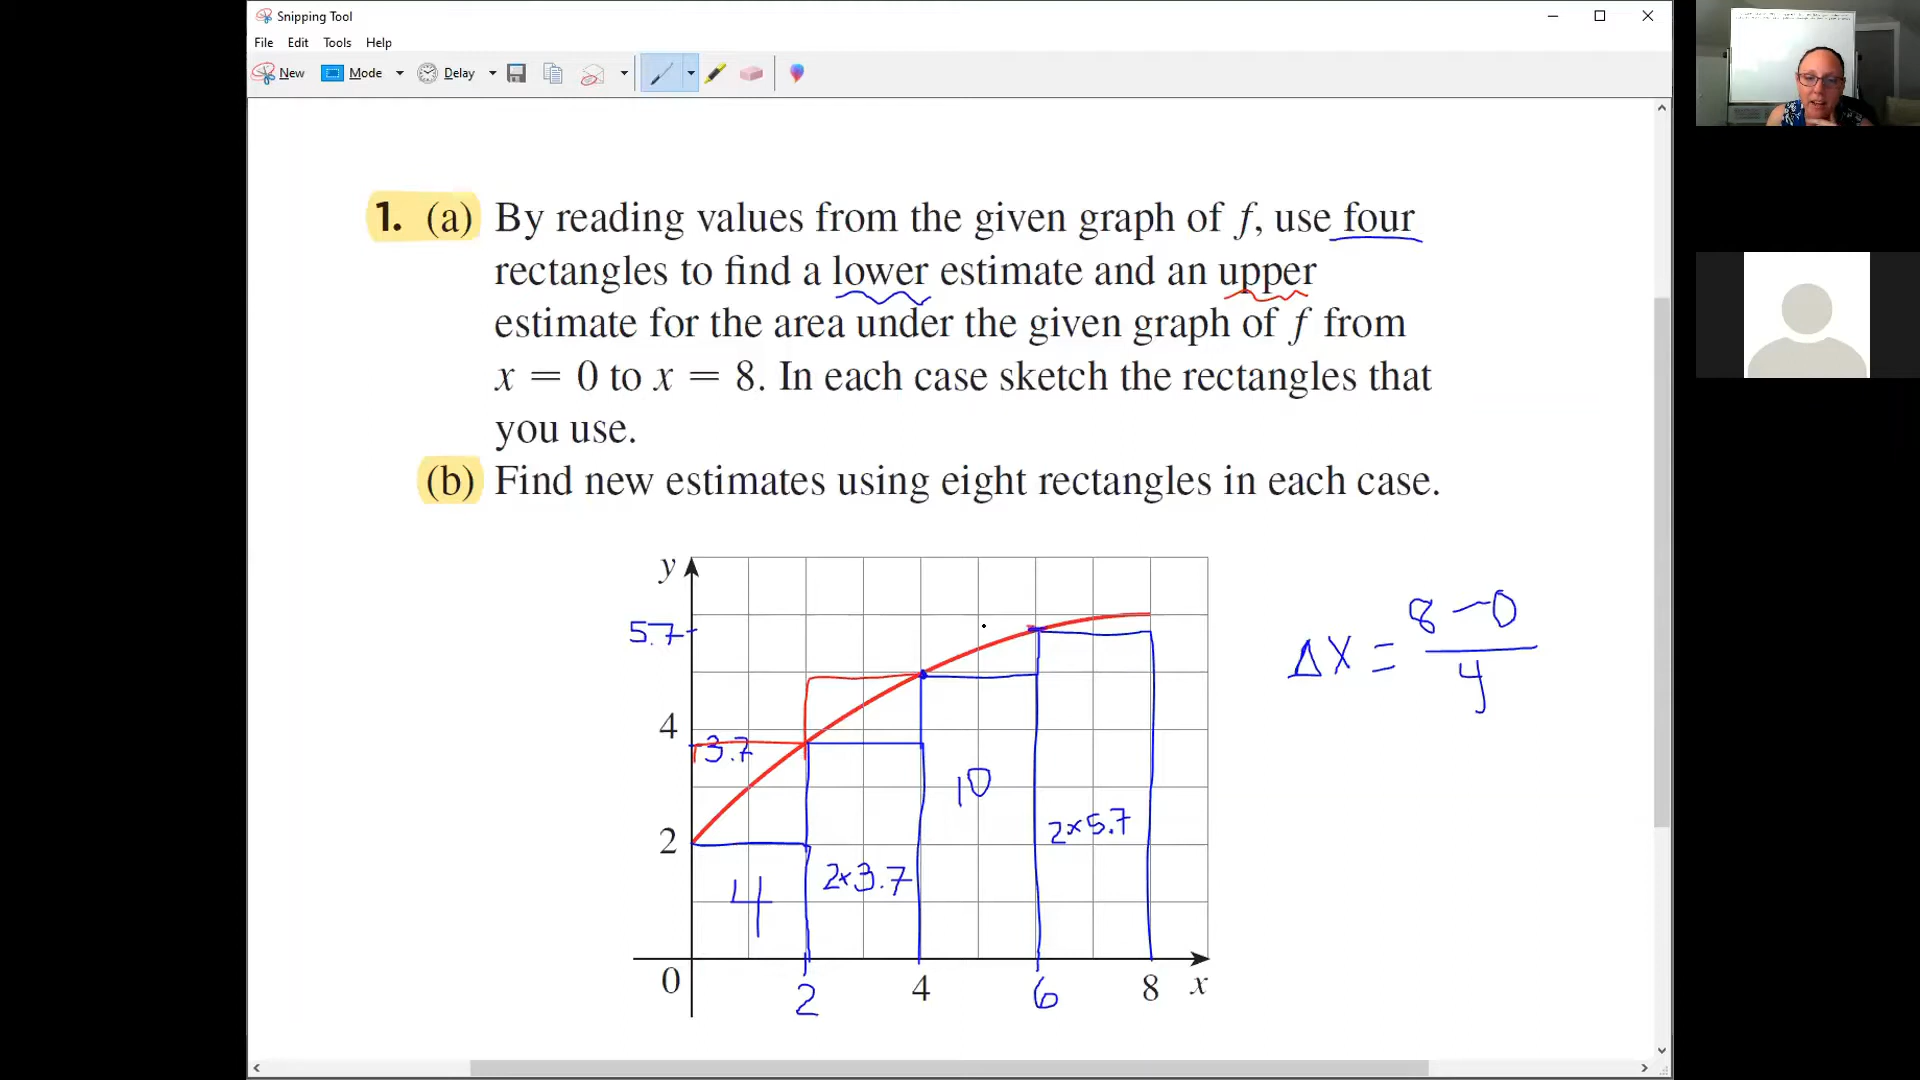 Snipping Tool
File Edit Tools Help
New Mode Delay
1. (a) By reading values from the given graph of f, use four
rectangles to find a lower estimate and an upper
estimate for the area under the given graph of f from
x = 0 to x = 8. In each case sketch the rectangles that
you use.
(b) Find new estimates using eight rectangles in each case.
y
5.7
4
3.7
2
4
2×3.7
10
2×5.7
0 2 4 6 8 x
ΔX = 8 - 0
4